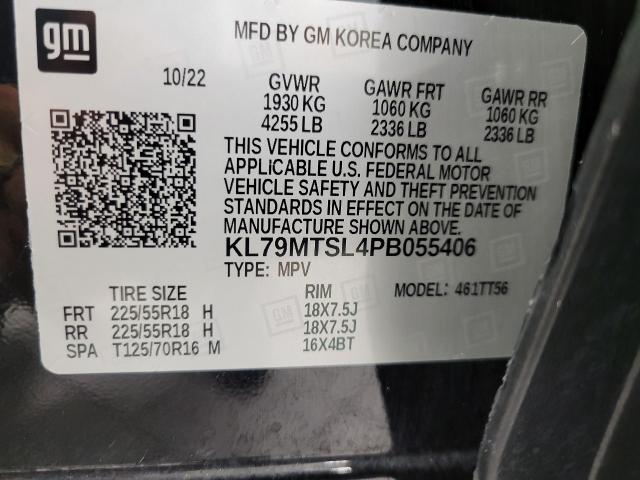 gm
MFD BY GM KOREA COMPANY
10/22 GVWR GAWR FRT GAWR RR
1930 KG 1060 KG 1060 KG
4255 LB 2336 LB 2336 LB
THIS VEHICLE CONFORMS TO ALL
APPLICABLE U.S. FEDERAL MOTOR
VEHICLE SAFETY AND THEFT PREVENTION
STANDARDS IN EFFECT ON THE DATE OF
MANUFACTURE SHOWN ABOVE.
KL79MTSL4PB055406
TYPE: MPV MODEL: 461TT56
TIRE SIZE RIM
FRT 225/55R18 H 18X7.5J
RR 225/55R18 H 18X7.5J
SPA T125/70R16 M 16X4BT